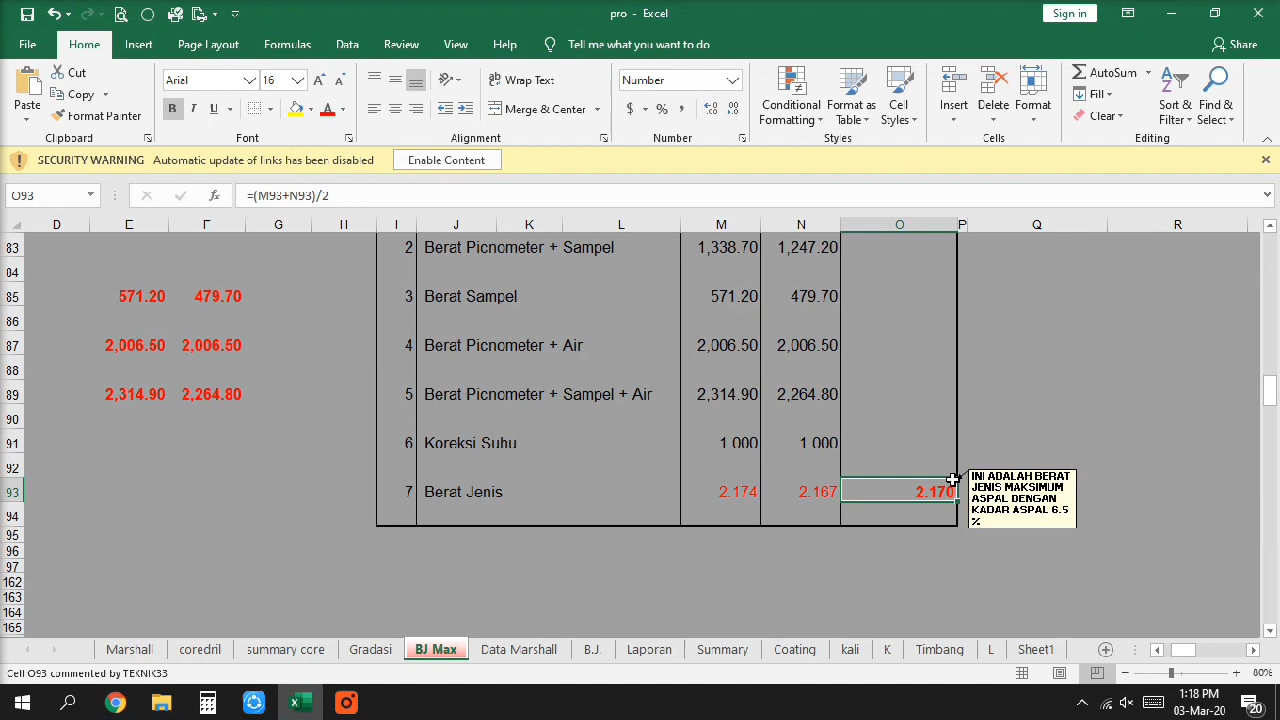 pro - Excel
Sign in
File Home Insert Page Layout Formulas Data Review View Help Tell me what you want to do Share
Cut
Copy
Format Painter
Paste
Clipboard
Arial 16
B I U
Font
Wrap Text
Merge & Center
Alignment
Number
$ % ,
Number
Conditional Formatting
Format as Table
Cell Styles
Styles
Insert Delete Format
Cells
AutoSum
Fill
Clear
Sort & Filter
Find & Select
Editing
SECURITY WARNING Automatic update of links has been disabled Enable Content
O93 fx =(M93+N93)/2
D E F G H I J K L M N O P Q R
83 2 Berat Picnometer + Sampel 1,338.70 1,247.20
84
85 571.20 479.70 3 Berat Sampel 571.20 479.70
86
87 2,006.50 2,006.50 4 Berat Picnometer + Air 2,006.50 2,006.50
88
89 2,314.90 2,264.80 5 Berat Picnometer + Sampel + Air 2,314.90 2,264.80
90
91 6 Koreksi Suhu 1.000 1.000
92
93 7 Berat Jenis 2.174 2.167 2.170
INI ADALAH BERAT
JENIS MAKSIMUM
ASPAL DENGAN
KADAR ASPAL 6.5
%
94
95
96
97
162
163
164
165
Marshall coredril summary core Gradasi BJ Max Data Marshall B.J. Laporan Summary Coating kali K Timbang L Sheet1
Cell O93 commented by TEKNIK33 80%
1:18 PM
03-Mar-20
20